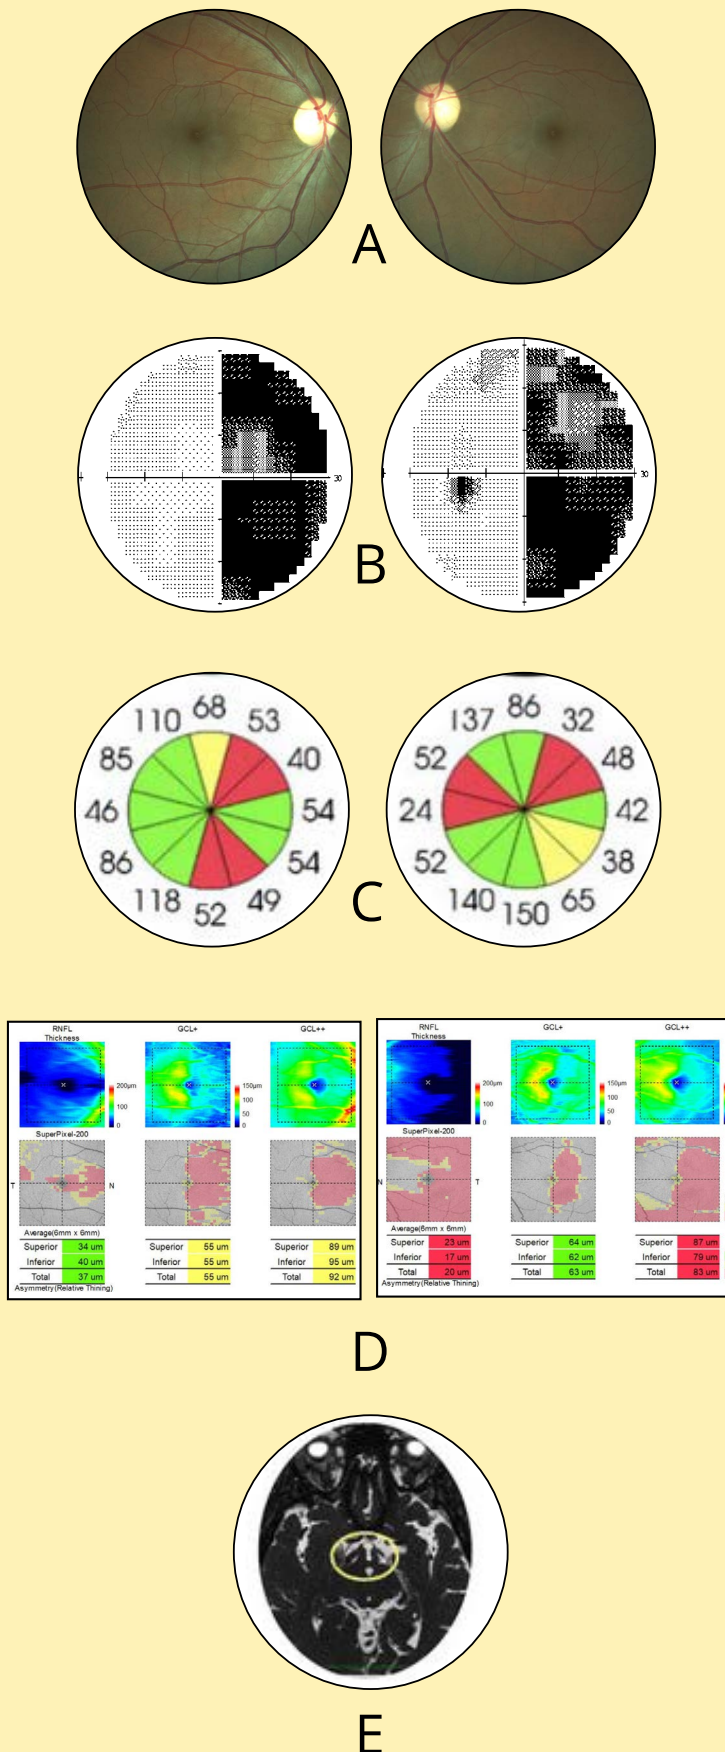 A
30
30
B
68
110
53
85
40
46
54
86
54
118
49
52
86
137
32
52
48
24
42
52
38
140
65
150
C
RNFL
Thickness
GCL+
GCL++
200μm
100
0
150μm
100
50
0
150μm
100
50
0
SuperPixel-200
T
N
Average(6mm x 6mm)
Superior 34 um
Inferior 40 um
Total 37 um
Superior 55 um
Inferior 55 um
Total 55 um
Superior 89 um
Inferior 95 um
Total 92 um
Asymmetry(Relative Thining)
RNFL
Thickness
GCL+
GCL++
200μm
100
0
150μm
100
50
0
SuperPixel-200
N
T
Average(6mm x 6mm)
Superior 23 um
Inferior 17 um
Total 20 um
Superior 64 um
Inferior 62 um
Total 63 um
Superior 87 um
Inferior 79 um
Total 83 um
Asymmetry(Relative Thining)
D
E